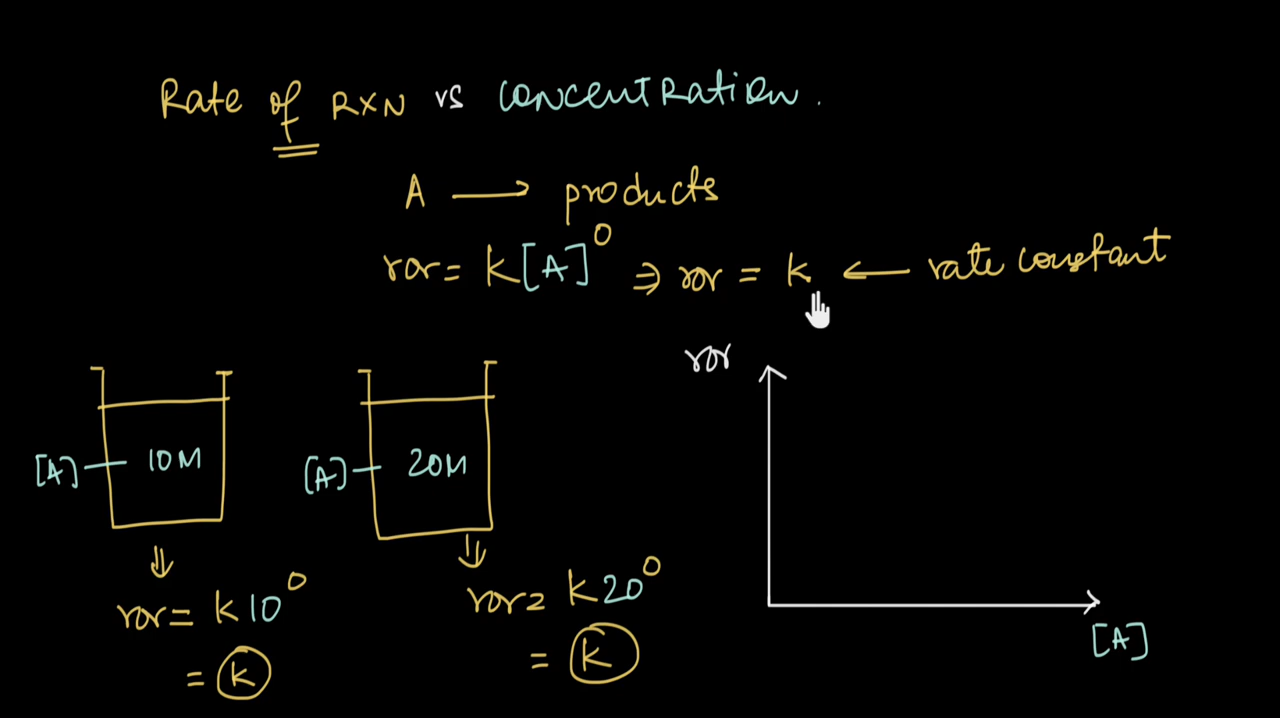 Rate of RXN vs concentration.
A → products
ror = k[A]⁰ ⇒ ror = k ← rate constant
ror
[A] 10M
[A] 20M
ror = k10⁰
= k
ror = k20⁰
= k
[A]